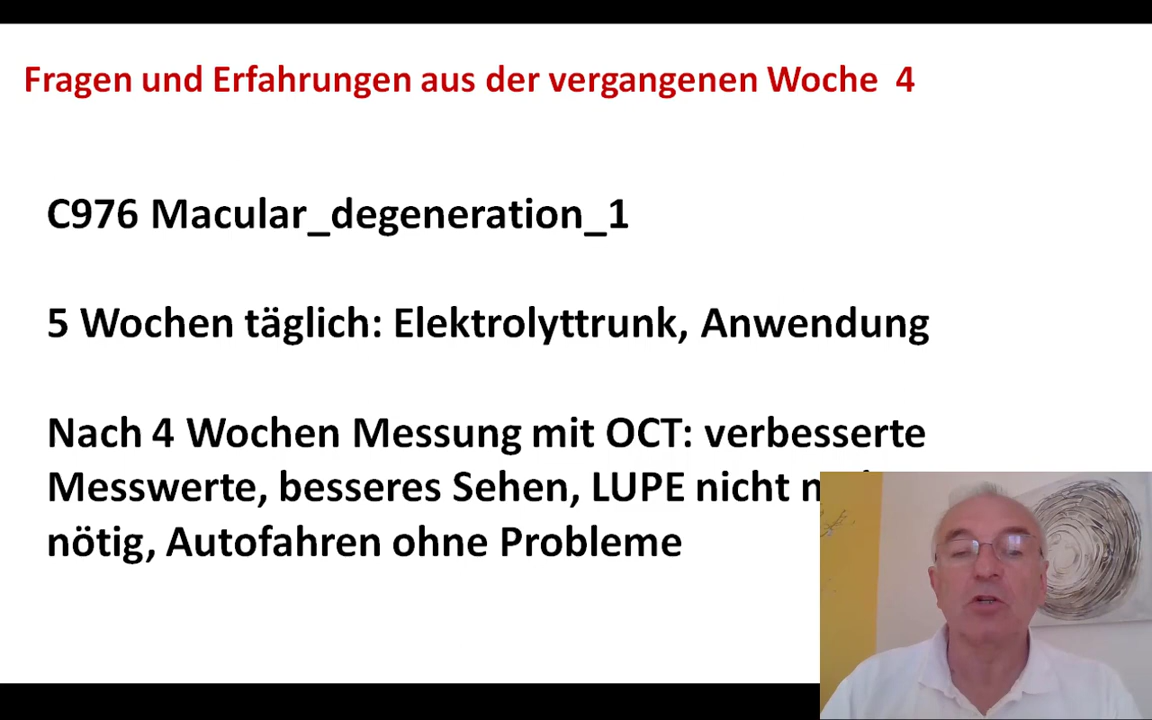 Fragen und Erfahrungen aus der vergangenen Woche 4
C976 Macular_degeneration_1
5 Wochen täglich: Elektrolyttrunk, Anwendung
Nach 4 Wochen Messung mit OCT: verbesserte
Messwerte, besseres Sehen, LUPE nicht
nötig, Autofahren ohne Probleme